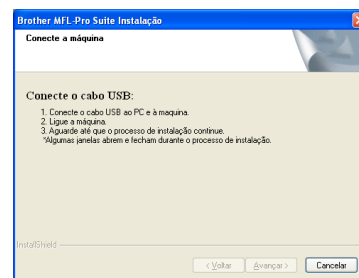 Brother MFL-Pro Suite Instalação
Conecte a máquina
Conecte o cabo USB:
1. Conecte o cabo USB ao PC e à maquina.
2. Ligue a máquina.
3. Aguarde até que o processo de instalação continue.
*Algumas janelas abrem e fecham durante o processo de instalação.
InstallShield
< Voltar Avançar > Cancelar